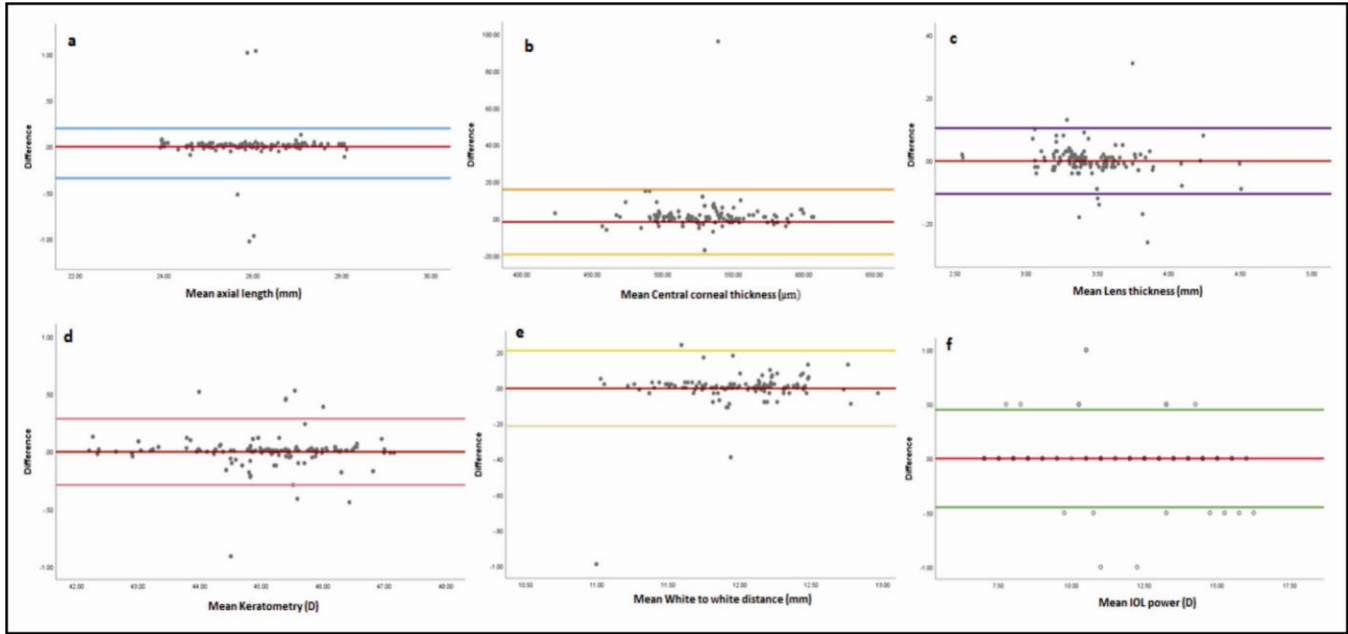 a
1.00
.50
.00
-.50
-1.00
Difference
22.00 24.00 26.00 28.00 30.00
Mean axial length (mm)
b
100.00
80.00
60.00
40.00
20.00
.00
-20.00
Difference
400.00 450.00 500.00 550.00 600.00 650.00
Mean Central corneal thickness (μm)
c
.40
.20
.00
-.20
Difference
2.50 3.00 3.50 4.00 4.50 5.00
Mean Lens thickness (mm)
d
1.00
.50
.00
-.50
-1.00
Difference
42.00 43.00 44.00 45.00 46.00 47.00 48.00
Mean Keratometry (D)
e
.20
.00
-.20
-.40
-.60
-.80
-1.00
Difference
10.50 11.00 11.50 12.00 12.50 13.00
Mean White to white distance (mm)
f
1.00
.50
.00
-.50
-1.00
Difference
7.50 10.00 12.50 15.00 17.50
Mean IOL power (D)